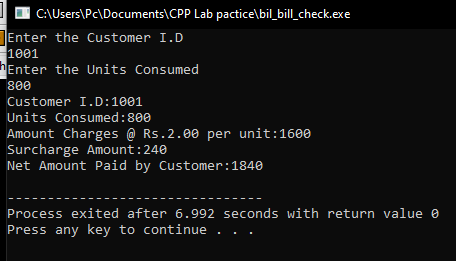 C:\Users\Pc\Documents\CPP Lab pactice\bil_bill_check.exe
Enter the Customer I.D
1001
Enter the Units Consumed
800
Customer I.D:1001
Units Consumed:800
Amount Charges @ Rs.2.00 per unit:1600
Surcharge Amount:240
Net Amount Paid by Customer:1840
--------------------------------
Process exited after 6.992 seconds with return value 0
Press any key to continue . . .